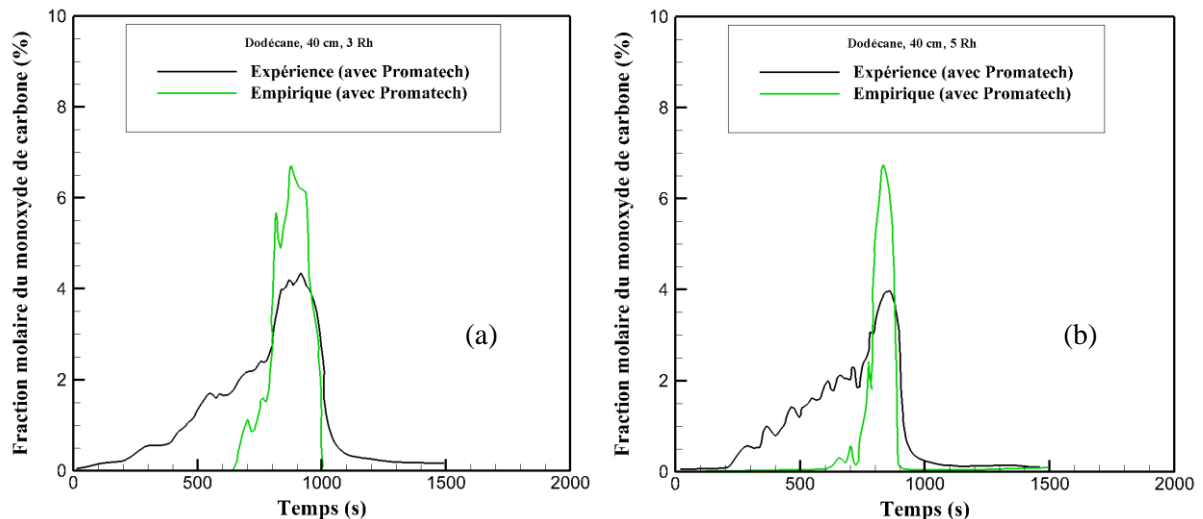 Dodécane, 40 cm, 3 Rh
Expérience (avec Promatech)
Empirique (avec Promatech)
Fraction molaire du monoxyde de carbone (%)
10
8
6
4
2
0
0
500
1000
1500
2000
Temps (s)
(a)
Dodécane, 40 cm, 5 Rh
Expérience (avec Promatech)
Empirique (avec Promatech)
Fraction molaire du monoxyde de carbone (%)
10
8
6
4
2
0
0
500
1000
1500
2000
Temps (s)
(b)